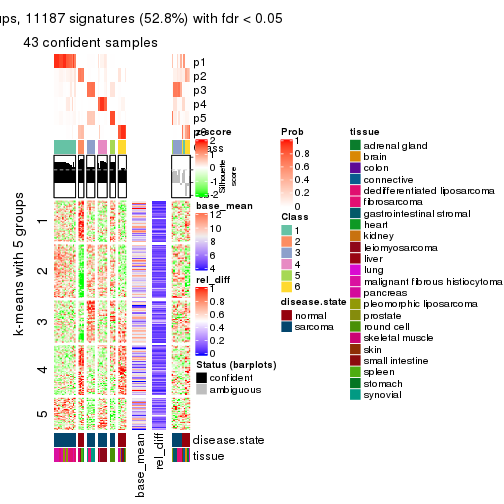 ups, 11187 signatures (52.8%) with fdr < 0.05
43 confident samples
p1
p2
p3
p4
p5
Silhouette
score
k-means with 5 groups
1
2
3
4
5
disease.state
tissue
base_mean
rel_diff
z-score
2
1
0
-1
-2
base_mean
12
10
8
6
4
rel_diff
1
0.8
0.6
0.4
0.2
0
Status (barplots)
confident
ambiguous
Prob
1
0.8
0.6
0.4
0.2
0
Class
1
2
3
4
5
6
disease.state
normal
sarcoma
tissue
adrenal gland
brain
colon
connective
dedifferentiated liposarcoma
fibrosarcoma
gastrointestinal stromal
heart
kidney
leiomyosarcoma
liver
lung
malignant fibrous histiocytoma
pancreas
pleomorphic liposarcoma
prostate
round cell
skeletal muscle
skin
small intestine
spleen
stomach
synovial